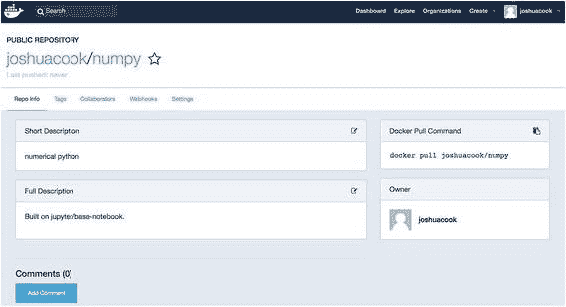 Search
Dashboard Explore Organizations Create joshuacook
PUBLIC REPOSITORY
joshuacook/numpy
Last pushed: never
Repo Info Tags Collaborators Webhooks Settings
Short Description
numerical python
Full Description
Built on jupyte/base-notebook.
Docker Pull Command
docker pull joshuacook/numpy
Owner
joshuacook
Comments (0)
Add Comment